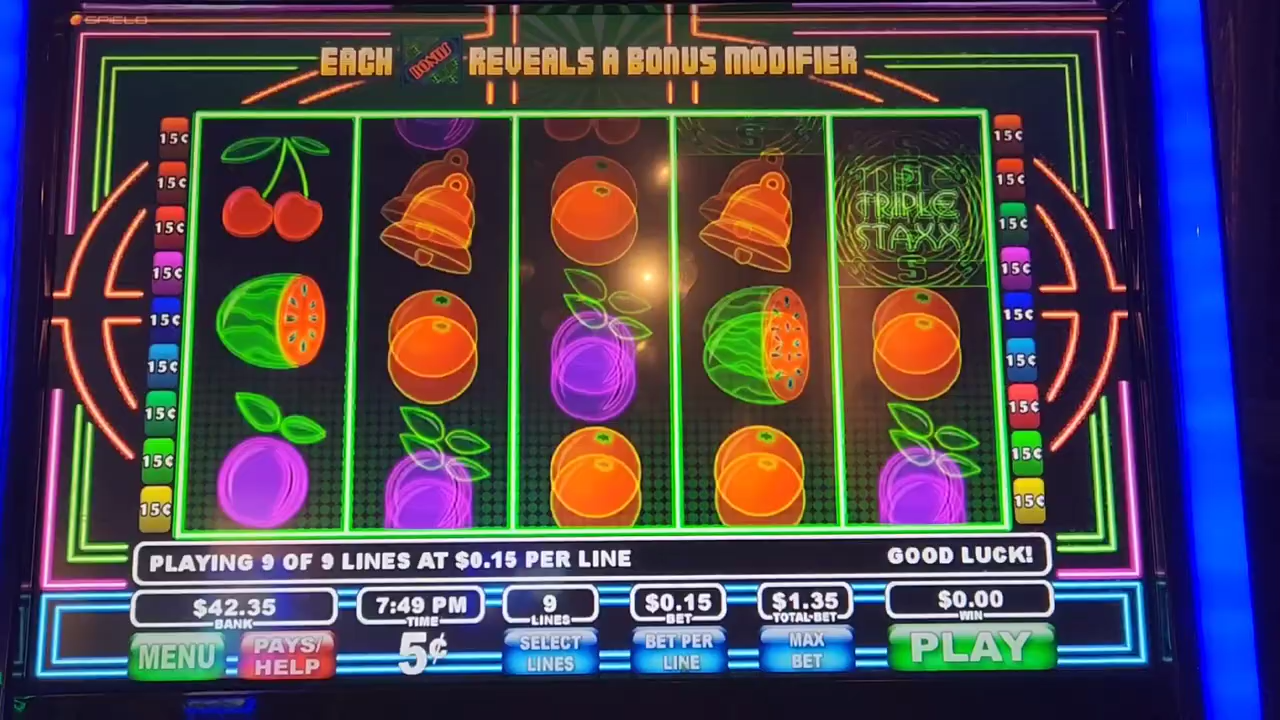 SPIELO
EACH BONUS REVEALS A BONUS MODIFIER
15¢ 15¢
15¢ 15¢
15¢ 15¢
15¢ 15¢
15¢ 15¢
15¢ 15¢
15¢ 15¢
15¢ 15¢
15¢ 15¢
TRIPLE
STAXX
PLAYING 9 OF 9 LINES AT $0.15 PER LINE GOOD LUCK!
$42.35 7:49 PM 9 $0.15 $1.35 $0.00
BANK TIME LINES BET TOTAL BET WIN
MENU PAYS/ HELP 5¢ SELECT LINES BET PER LINE MAX BET PLAY